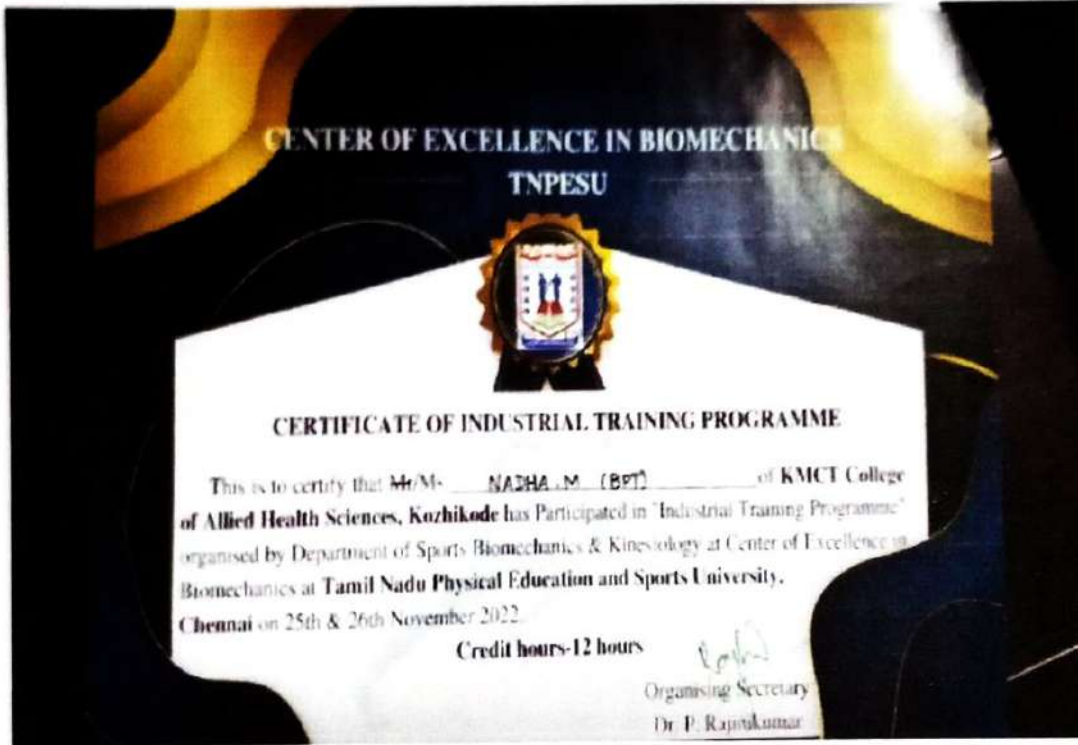 CENTER OF EXCELLENCE IN BIOMECHANICS
TNPESU
CERTIFICATE OF INDUSTRIAL TRAINING PROGRAMME
This is to certify that Mr/Ms NADHA.M (BPT) of KMCT College
of Allied Health Sciences, Kozhikode has Participated in "Industrial Training Programme"
organised by Department of Sports Biomechanics & Kinesiology at Center of Excellence in
Biomechanics at Tamil Nadu Physical Education and Sports University,
Chennai on 25th & 26th November 2022.
Credit hours-12 hours
Organising Secretary
Dr. P. Rajinikumar